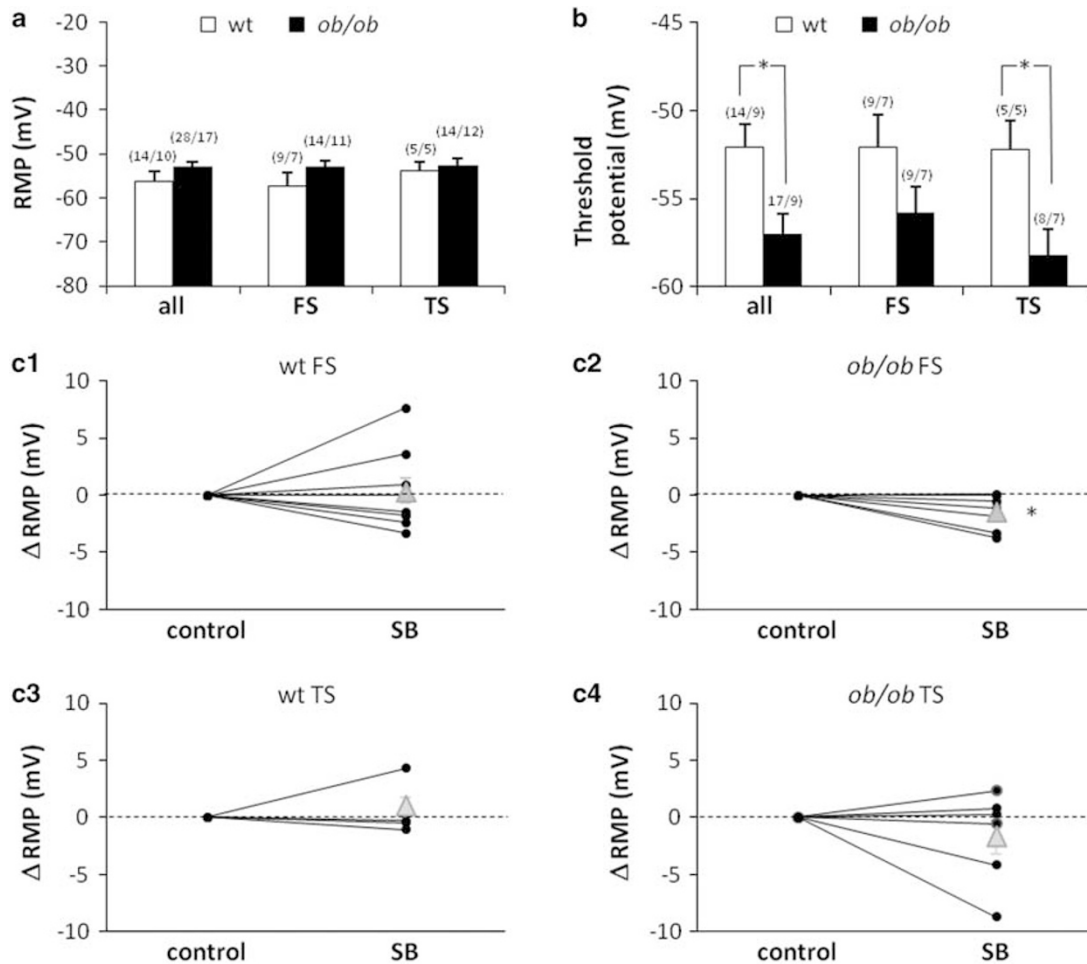 a
wt ob/ob
RMP (mV)
-20
-30
-40
-50
-60
-70
-80
(14/10)
(28/17)
(9/7)
(14/11)
(5/5)
(14/12)
all FS TS
b
wt ob/ob
Threshold
potential (mV)
-45
-50
-55
-60
*
*
(14/9)
17/9)
(9/7)
(9/7)
(5/5)
(8/7)
all FS TS
c1
wt FS
ΔRMP (mV)
10
5
0
-5
-10
control SB
c2
ob/ob FS
ΔRMP (mV)
10
5
0
-5
-10
*
control SB
c3
wt TS
ΔRMP (mV)
10
5
0
-5
-10
control SB
c4
ob/ob TS
ΔRMP (mV)
10
5
0
-5
-10
control SB